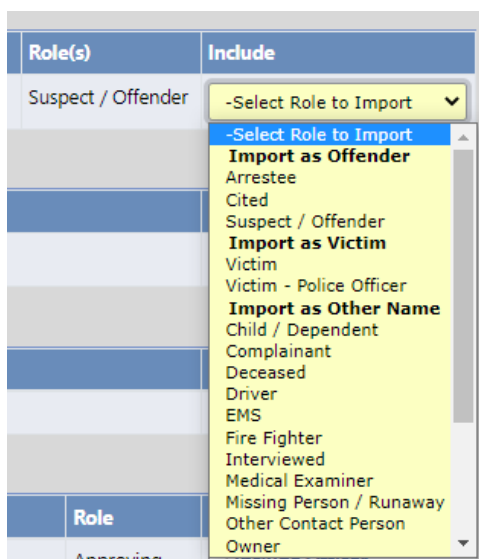 Role(s) Include
Suspect / Offender -Select Role to Import
-Select Role to Import
Import as Offender
Arrestee
Cited
Suspect / Offender
Import as Victim
Victim
Victim - Police Officer
Import as Other Name
Child / Dependent
Complainant
Deceased
Driver
EMS
Fire Fighter
Interviewed
Medical Examiner
Missing Person / Runaway
Other Contact Person
Owner
Role
Approving